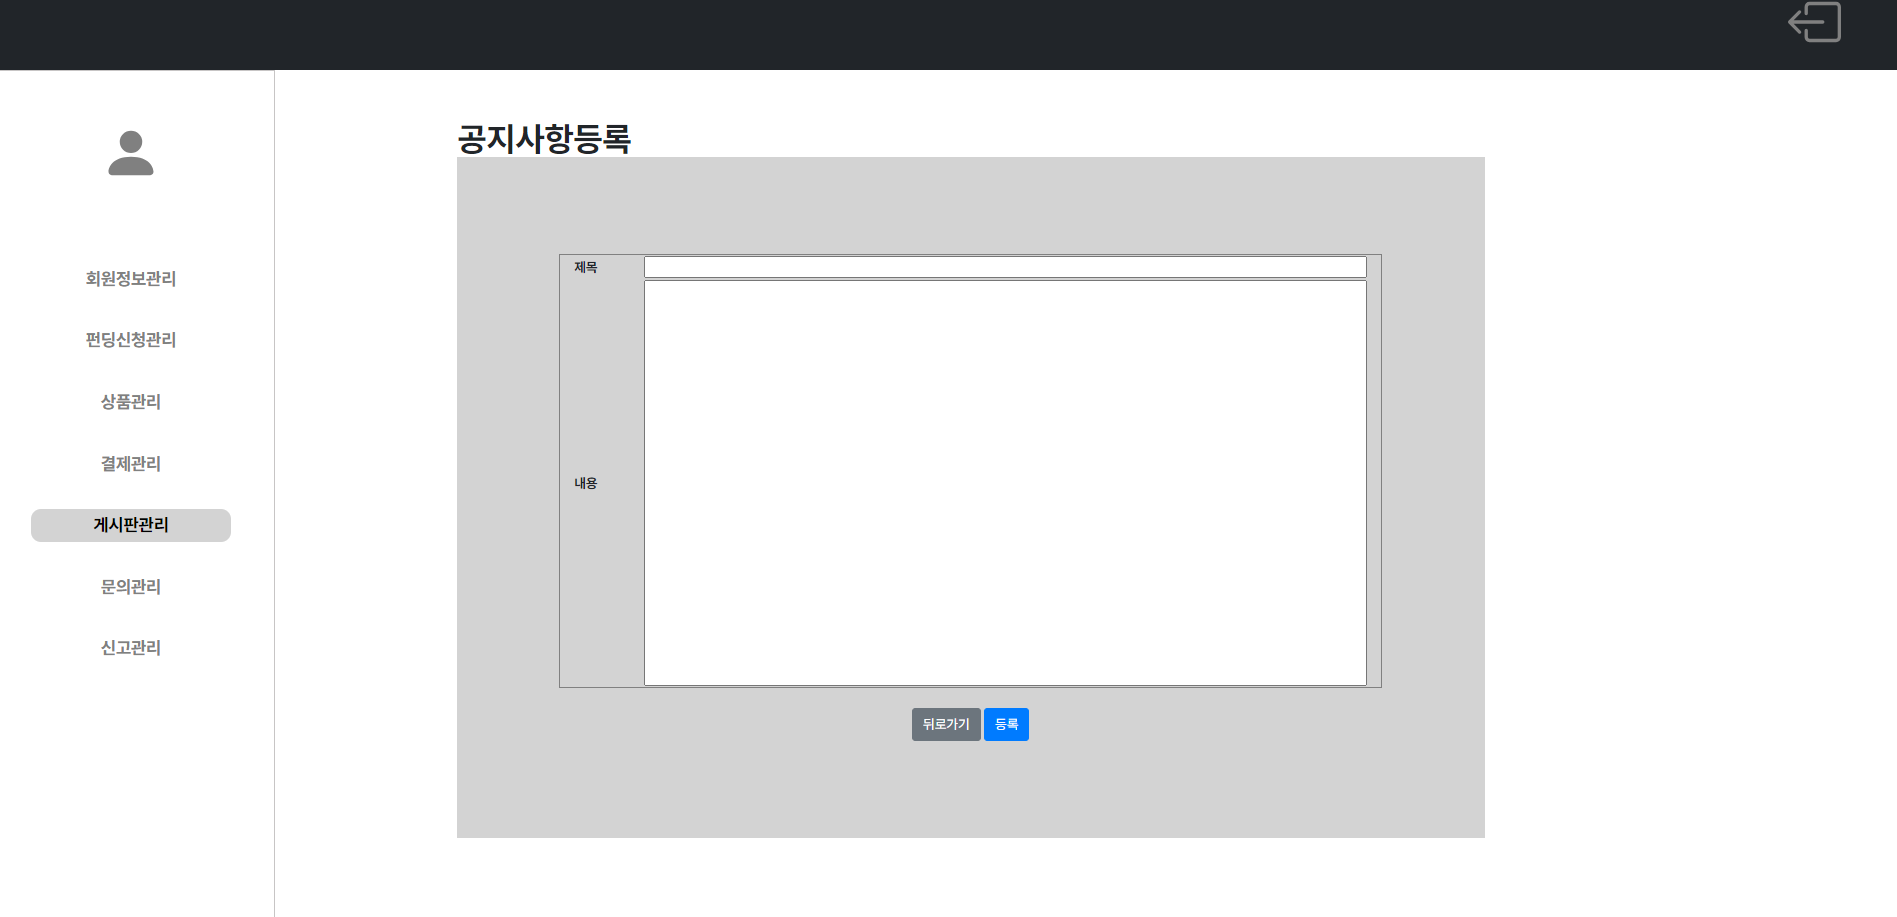 공지사항등록
회원정보관리
펀딩신청관리
상품관리
결제관리
게시판관리
문의관리
신고관리
제목
내용
뒤로가기 등록